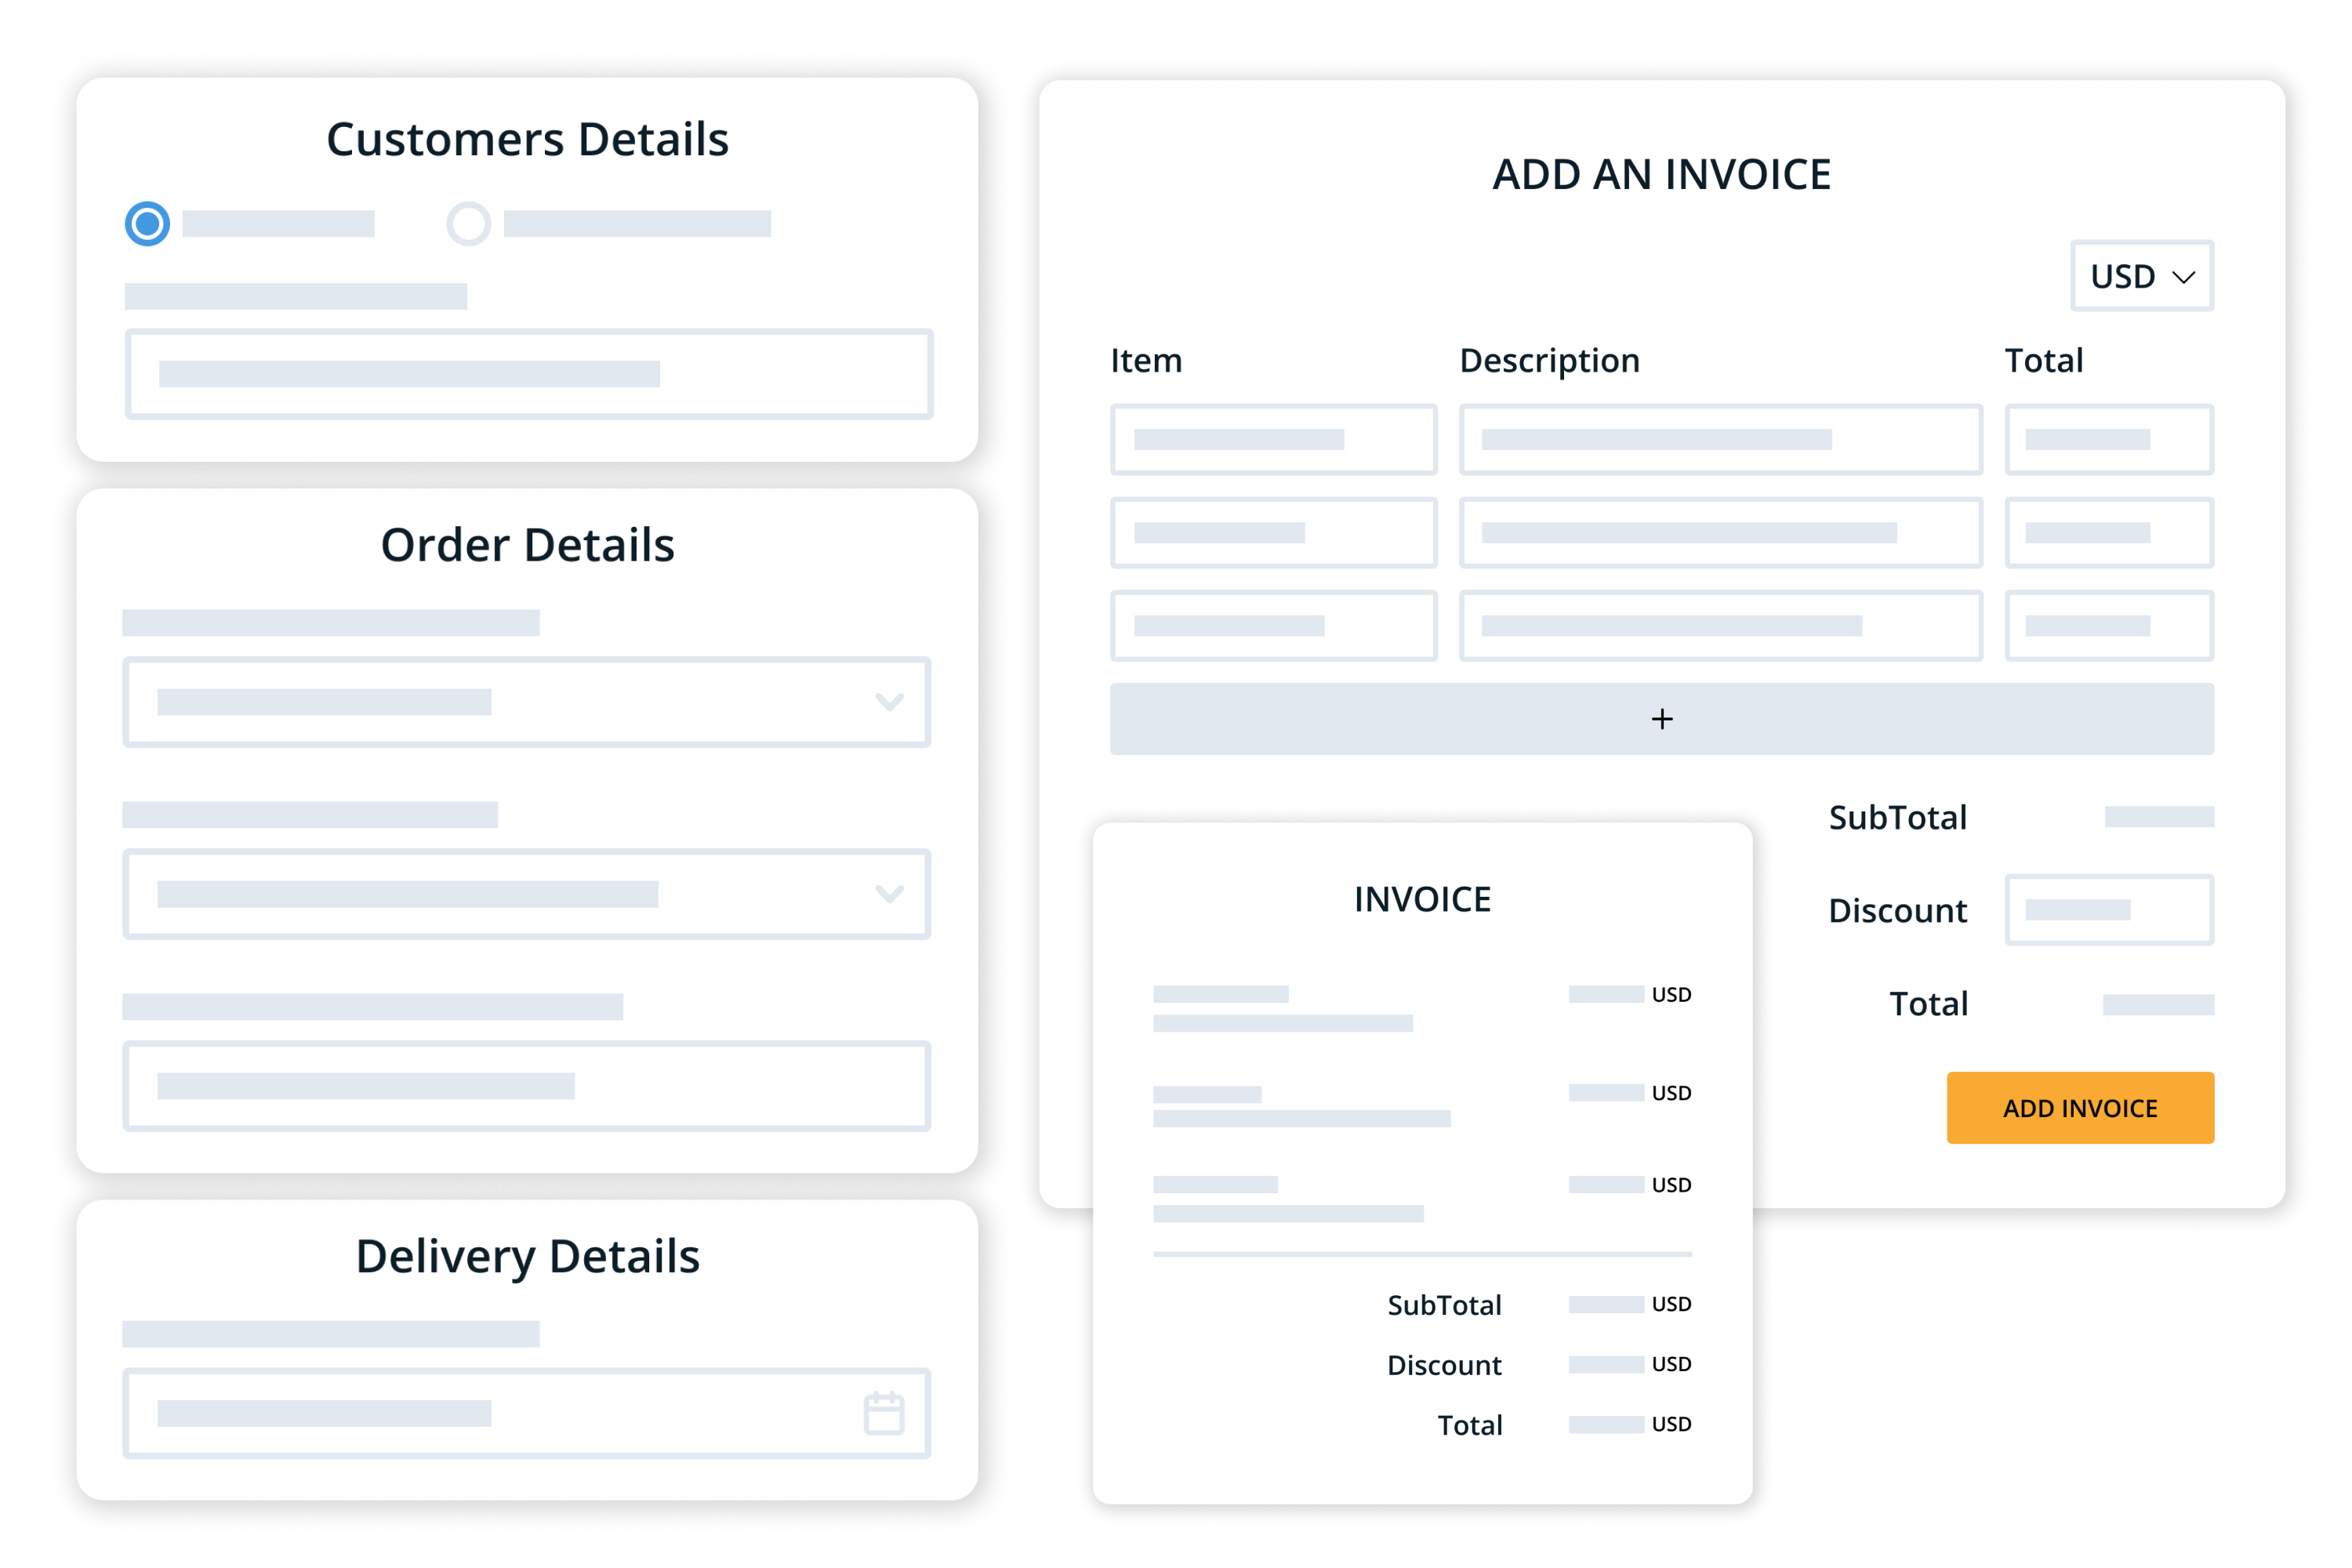 Customers Details
Order Details
Delivery Details
ADD AN INVOICE
USD
Item Description Total
+
SubTotal
Discount
Total
ADD INVOICE
INVOICE
USD
USD
USD
SubTotal USD
Discount USD
Total USD